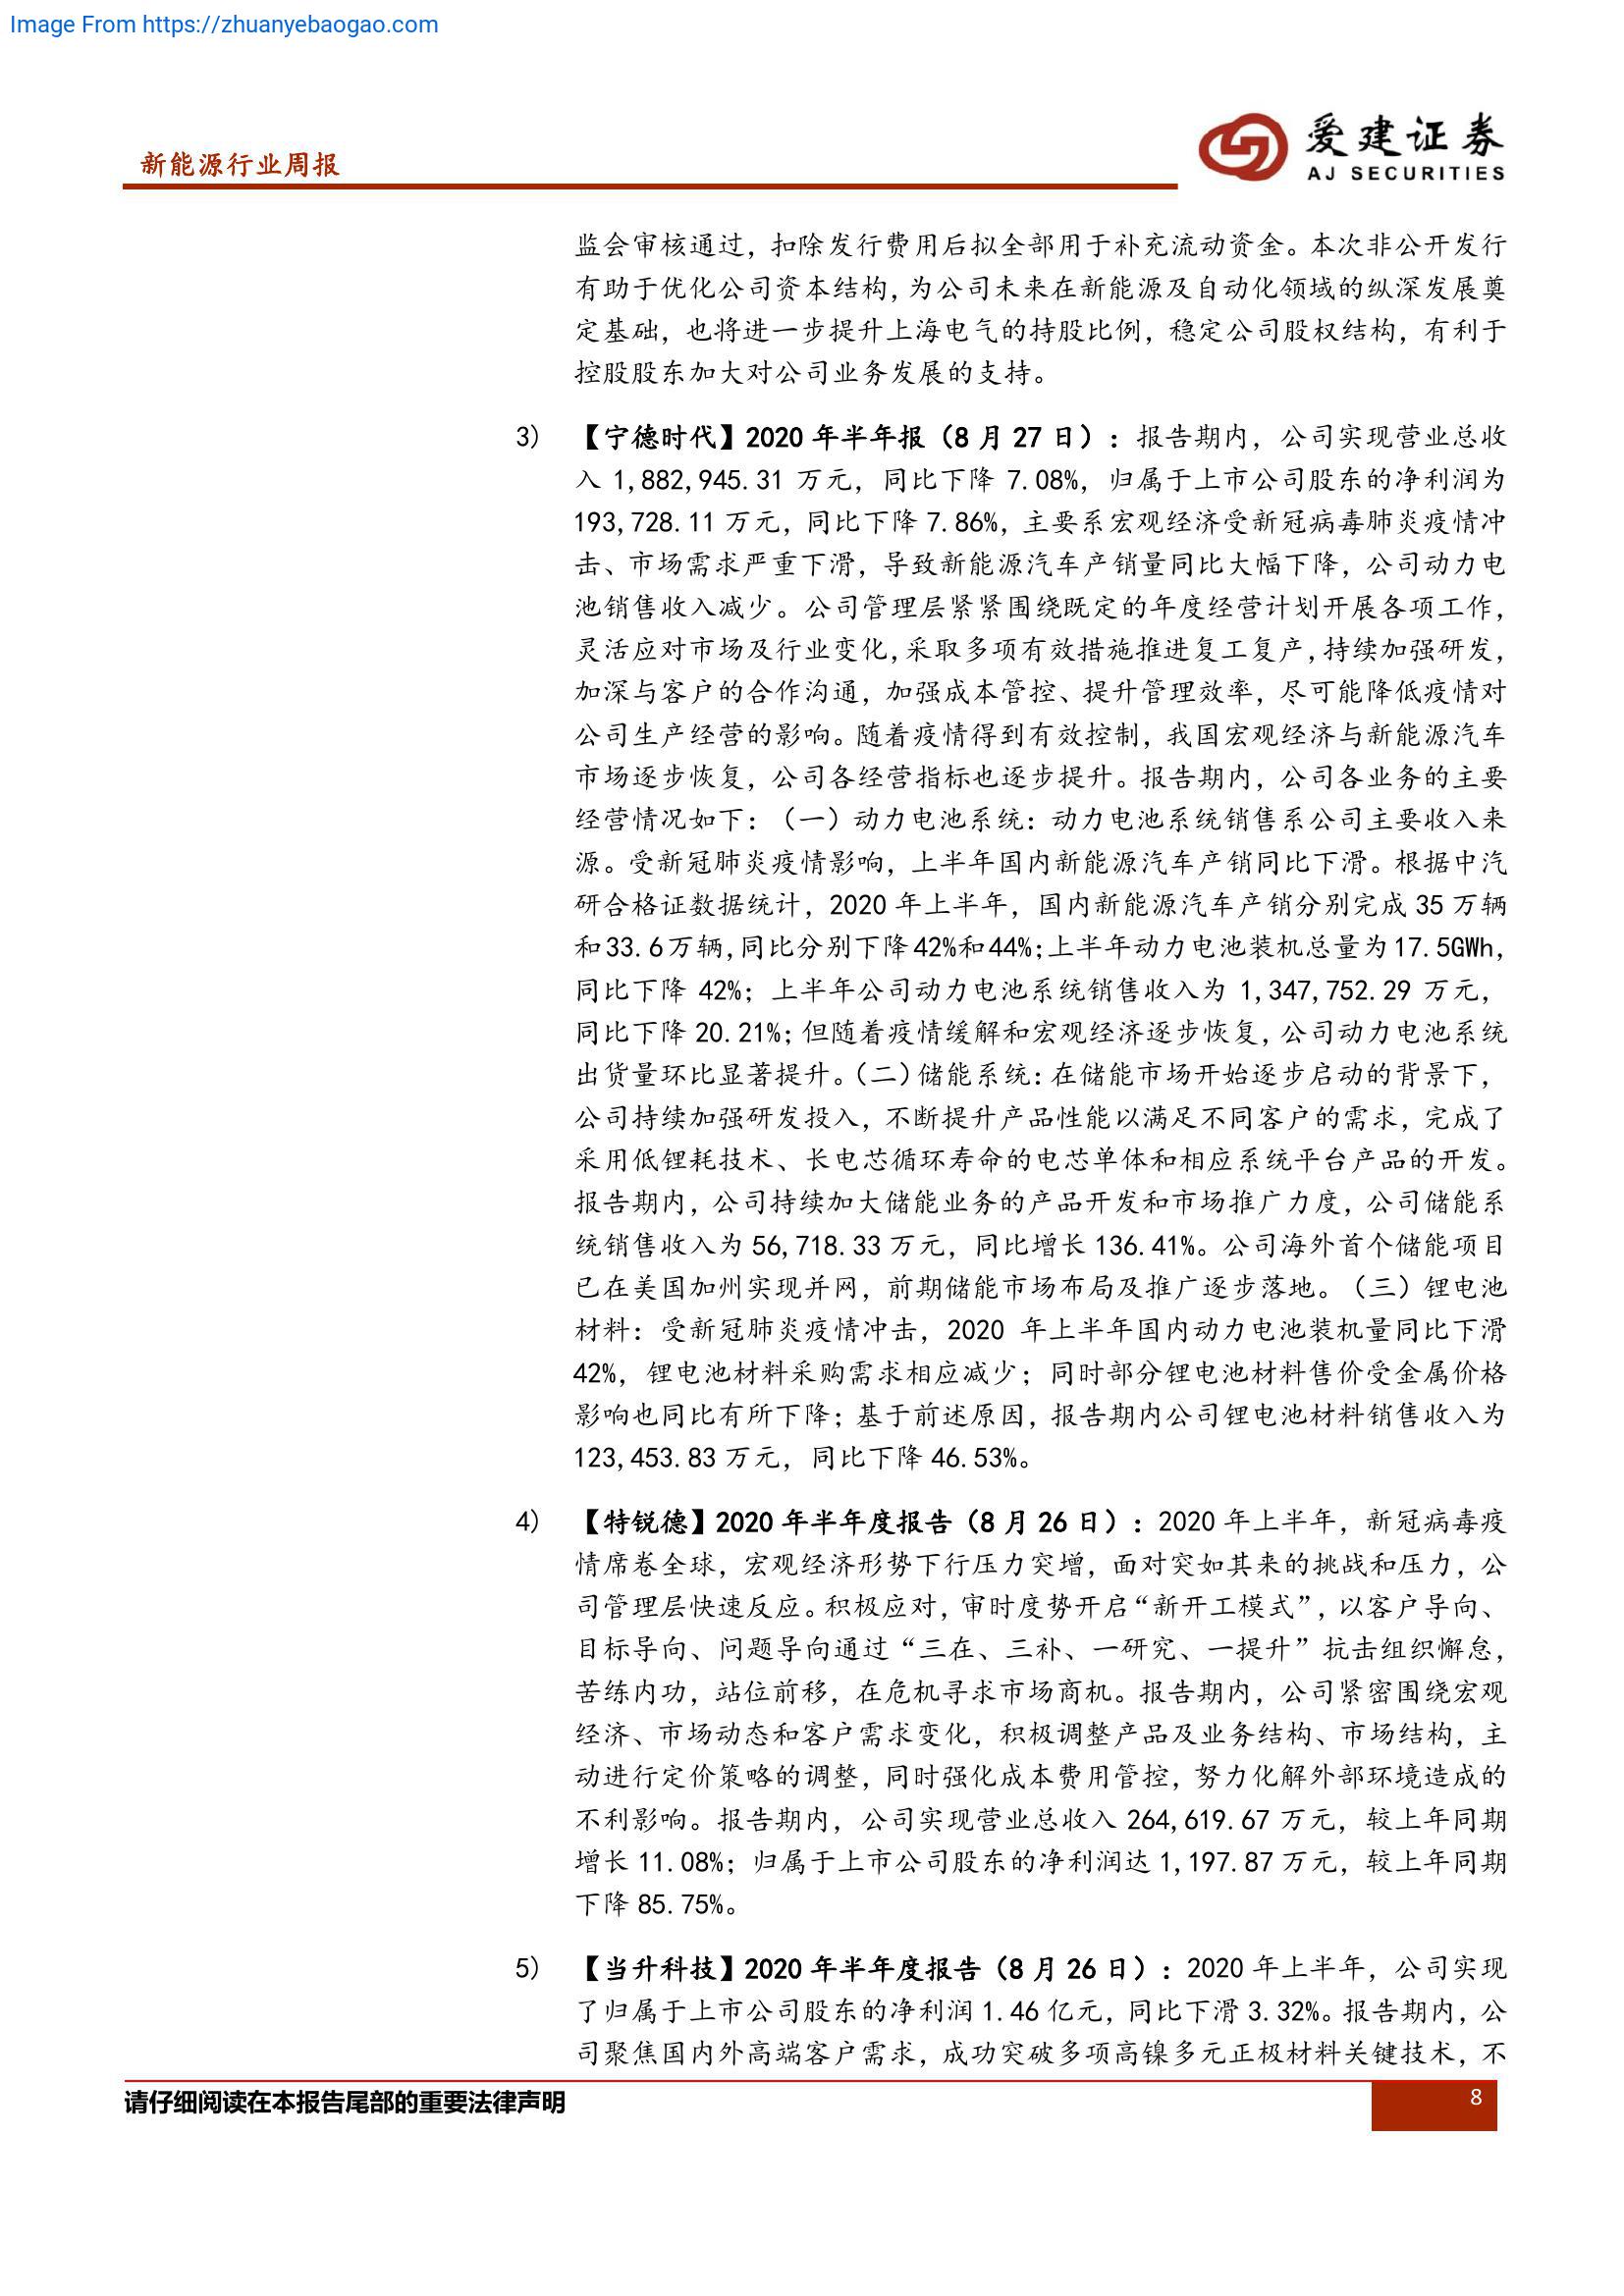 Image From https://zhuanyebaogao.com
新能源行业周报
爱建证券
AJ SECURITIES
监会审核通过，扣除发行费用后拟全部用于补充流动资金。本次非公开发行
有助于优化公司资本结构，为公司未来在新能源及自动化领域的纵深发展奠
定基础，也将进一步提升上海电气的持股比例，稳定公司股权结构，有利于
控股股东加大对公司业务发展的支持。
3) 【宁德时代】2020 年半年报（8 月 27 日）：报告期内，公司实现营业总收
入 1,882,945.31 万元，同比下降 7.08%，归属于上市公司股东的净利润为
193,728.11 万元，同比下降 7.86%，主要系宏观经济受新冠病毒肺炎疫情冲
击、市场需求严重下滑，导致新能源汽车产销量同比大幅下降，公司动力电
池销售收入减少。公司管理层紧紧围绕既定的年度经营计划开展各项工作，
灵活应对市场及行业变化，采取多项有效措施推进复工复产，持续加强研发，
加深与客户的合作沟通，加强成本管控、提升管理效率，尽可能降低疫情对
公司生产经营的影响。随着疫情得到有效控制，我国宏观经济与新能源汽车
市场逐步恢复，公司各经营指标也逐步提升。报告期内，公司各业务的主要
经营情况如下：（一）动力电池系统：动力电池系统销售系公司主要收入来
源。受新冠肺炎疫情影响，上半年国内新能源汽车产销同比下滑。根据中汽
研合格证数据统计，2020 年上半年，国内新能源汽车产销分别完成 35 万辆
和33.6万辆，同比分别下降42%和44%；上半年动力电池装机总量为17.5GWh，
同比下降 42%；上半年公司动力电池系统销售收入为 1,347,752.29 万元，
同比下降 20.21%；但随着疫情缓解和宏观经济逐步恢复，公司动力电池系统
出货量环比显著提升。（二）储能系统：在储能市场开始逐步启动的背景下，
公司持续加强研发投入，不断提升产品性能以满足不同客户的需求，完成了
采用低锂耗技术、长电芯循环寿命的电芯单体和相应系统平台产品的开发。
报告期内，公司持续加大储能业务的产品开发和市场推广力度，公司储能系
统销售收入为 56,718.33 万元，同比增长 136.41%。公司海外首个储能项目
已在美国加州实现并网，前期储能市场布局及推广逐步落地。（三）锂电池
材料：受新冠肺炎疫情冲击，2020 年上半年国内动力电池装机量同比下滑
42%，锂电池材料采购需求相应减少；同时部分锂电池材料售价受金属价格
影响也同比有所下降；基于前述原因，报告期内公司锂电池材料销售收入为
123,453.83 万元，同比下降 46.53%。
4) 【特锐德】2020 年半年度报告（8 月 26 日）：2020 年上半年，新冠病毒疫
情席卷全球，宏观经济形势下行压力突增，面对突如其来的挑战和压力，公
司管理层快速反应。积极应对，审时度势开启“新开工模式”，以客户导向、
目标导向、问题导向通过“三在、三补、一研究、一提升”抗击组织懈怠，
苦练内功，站位前移，在危机寻求市场商机。报告期内，公司紧密围绕宏观
经济、市场动态和客户需求变化，积极调整产品及业务结构、市场结构，主
动进行定价策略的调整，同时强化成本费用管控，努力化解外部环境造成的
不利影响。报告期内，公司实现营业总收入 264,619.67 万元，较上年同期
增长 11.08%；归属于上市公司股东的净利润达 1,197.87 万元，较上年同期
下降 85.75%。
5) 【当升科技】2020 年半年度报告（8 月 26 日）：2020 年上半年，公司实现
了归属于上市公司股东的净利润 1.46 亿元，同比下滑 3.32%。报告期内，公
司聚焦国内外高端客户需求，成功突破多项高镍多元正极材料关键技术，不
请仔细阅读在本报告尾部的重要法律声明
8